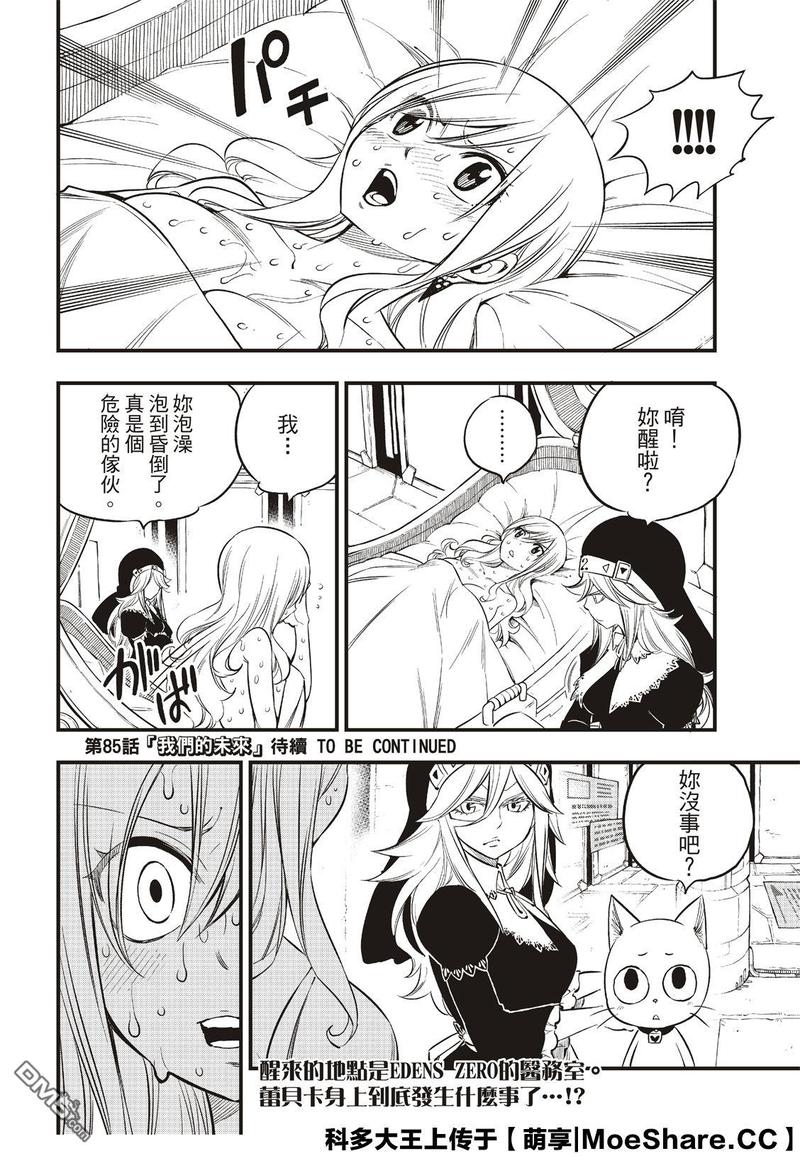 パチ
!!!!
唷！
妳醒啦？
………
我…
妳泡澡
泡到昏倒了。
真是個
危險的傢伙。
がばっ
第85話「我們的未來」待續 TO BE CONTINUED
妳沒事吧？
醒來的地點是EDENS ZERO的醫務室。
蕾貝卡身上到底發生什麼事了…!?
科多大王上传于【萌享|MoeShare.CC】